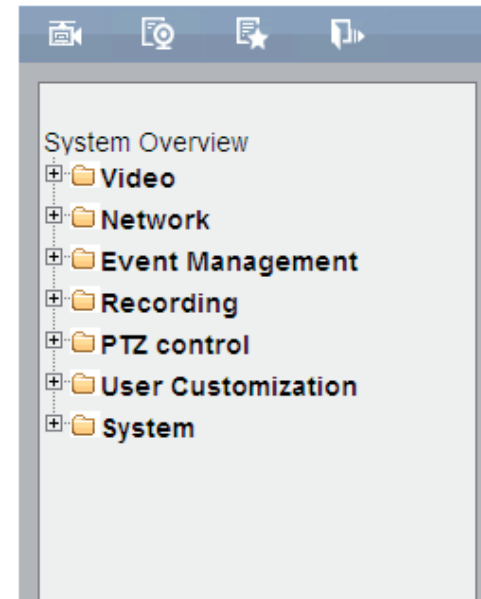 System Overview
Video
Network
Event Management
Recording
PTZ control
User Customization
System